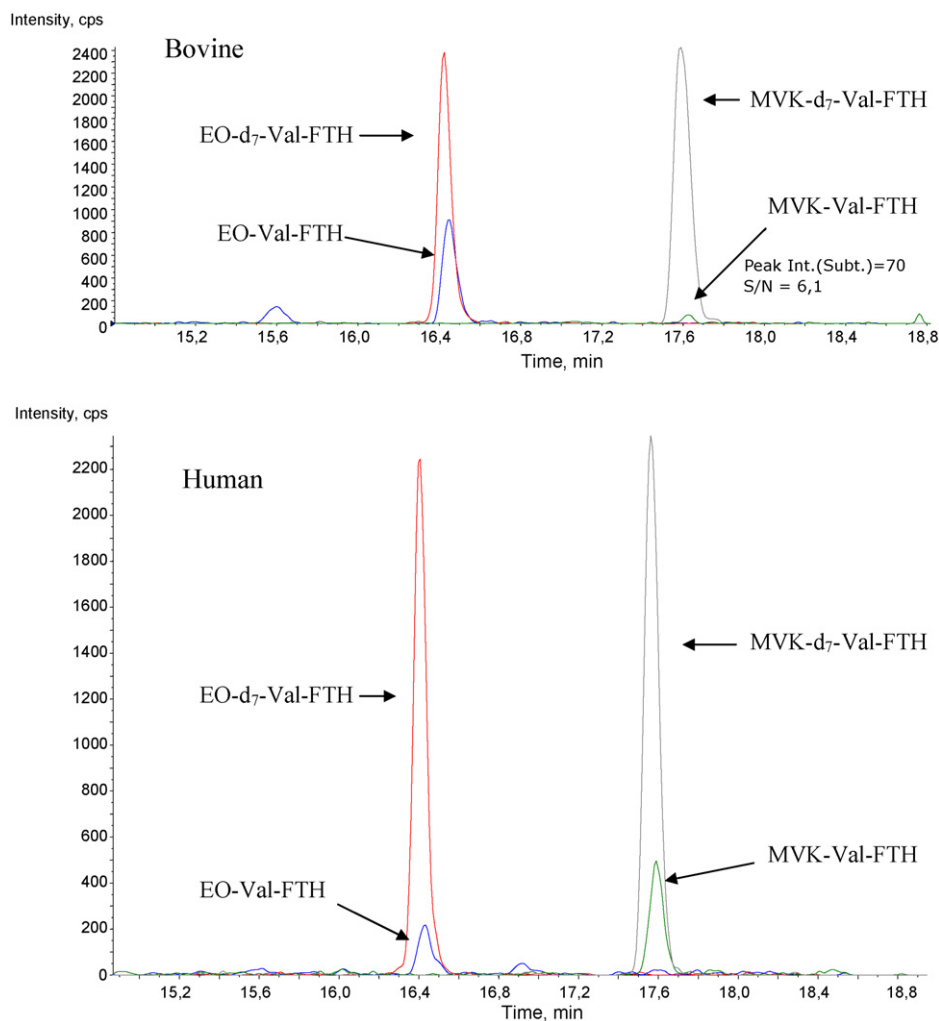 Intensity, cps
Bovine
2400
2200
2000
1800
1600
1400
1200
1000
800
600
400
200
0
EO-d₇-Val-FTH
EO-Val-FTH
MVK-d₇-Val-FTH
MVK-Val-FTH
Peak Int.(Subt.)=70
S/N = 6,1
15,2 15,6 16,0 16,4 16,8 17,2 17,6 18,0 18,4 18,8
Time, min
Intensity, cps
Human
2200
2000
1800
1600
1400
1200
1000
800
600
400
200
0
MVK-d₇-Val-FTH
EO-d₇-Val-FTH
MVK-Val-FTH
EO-Val-FTH
15,2 15,6 16,0 16,4 16,8 17,2 17,6 18,0 18,4 18,8
Time, min